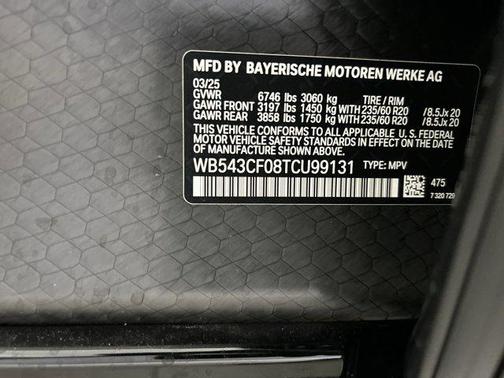 MFD BY BAYERISCHE MOTOREN WERKE AG
03/25
GVWR 6746 lbs 3060 kg TIRE / RIM
GAWR FRONT 3197 lbs 1450 kg WITH 235/60 R20 / 8.5Jx 20
GAWR REAR 3858 lbs 1750 kg WITH 235/60 R20 / 8.5Jx 20
THIS VEHICLE CONFORMS TO ALL APPLICABLE U.S. FEDERAL
MOTOR VEHICLE SAFETY STANDARDS IN EFFECT ON THE
DATE OF MANUFACTURE SHOWN ABOVE.
WB543CF08TCU99131 TYPE: MPV
475
7 320 729